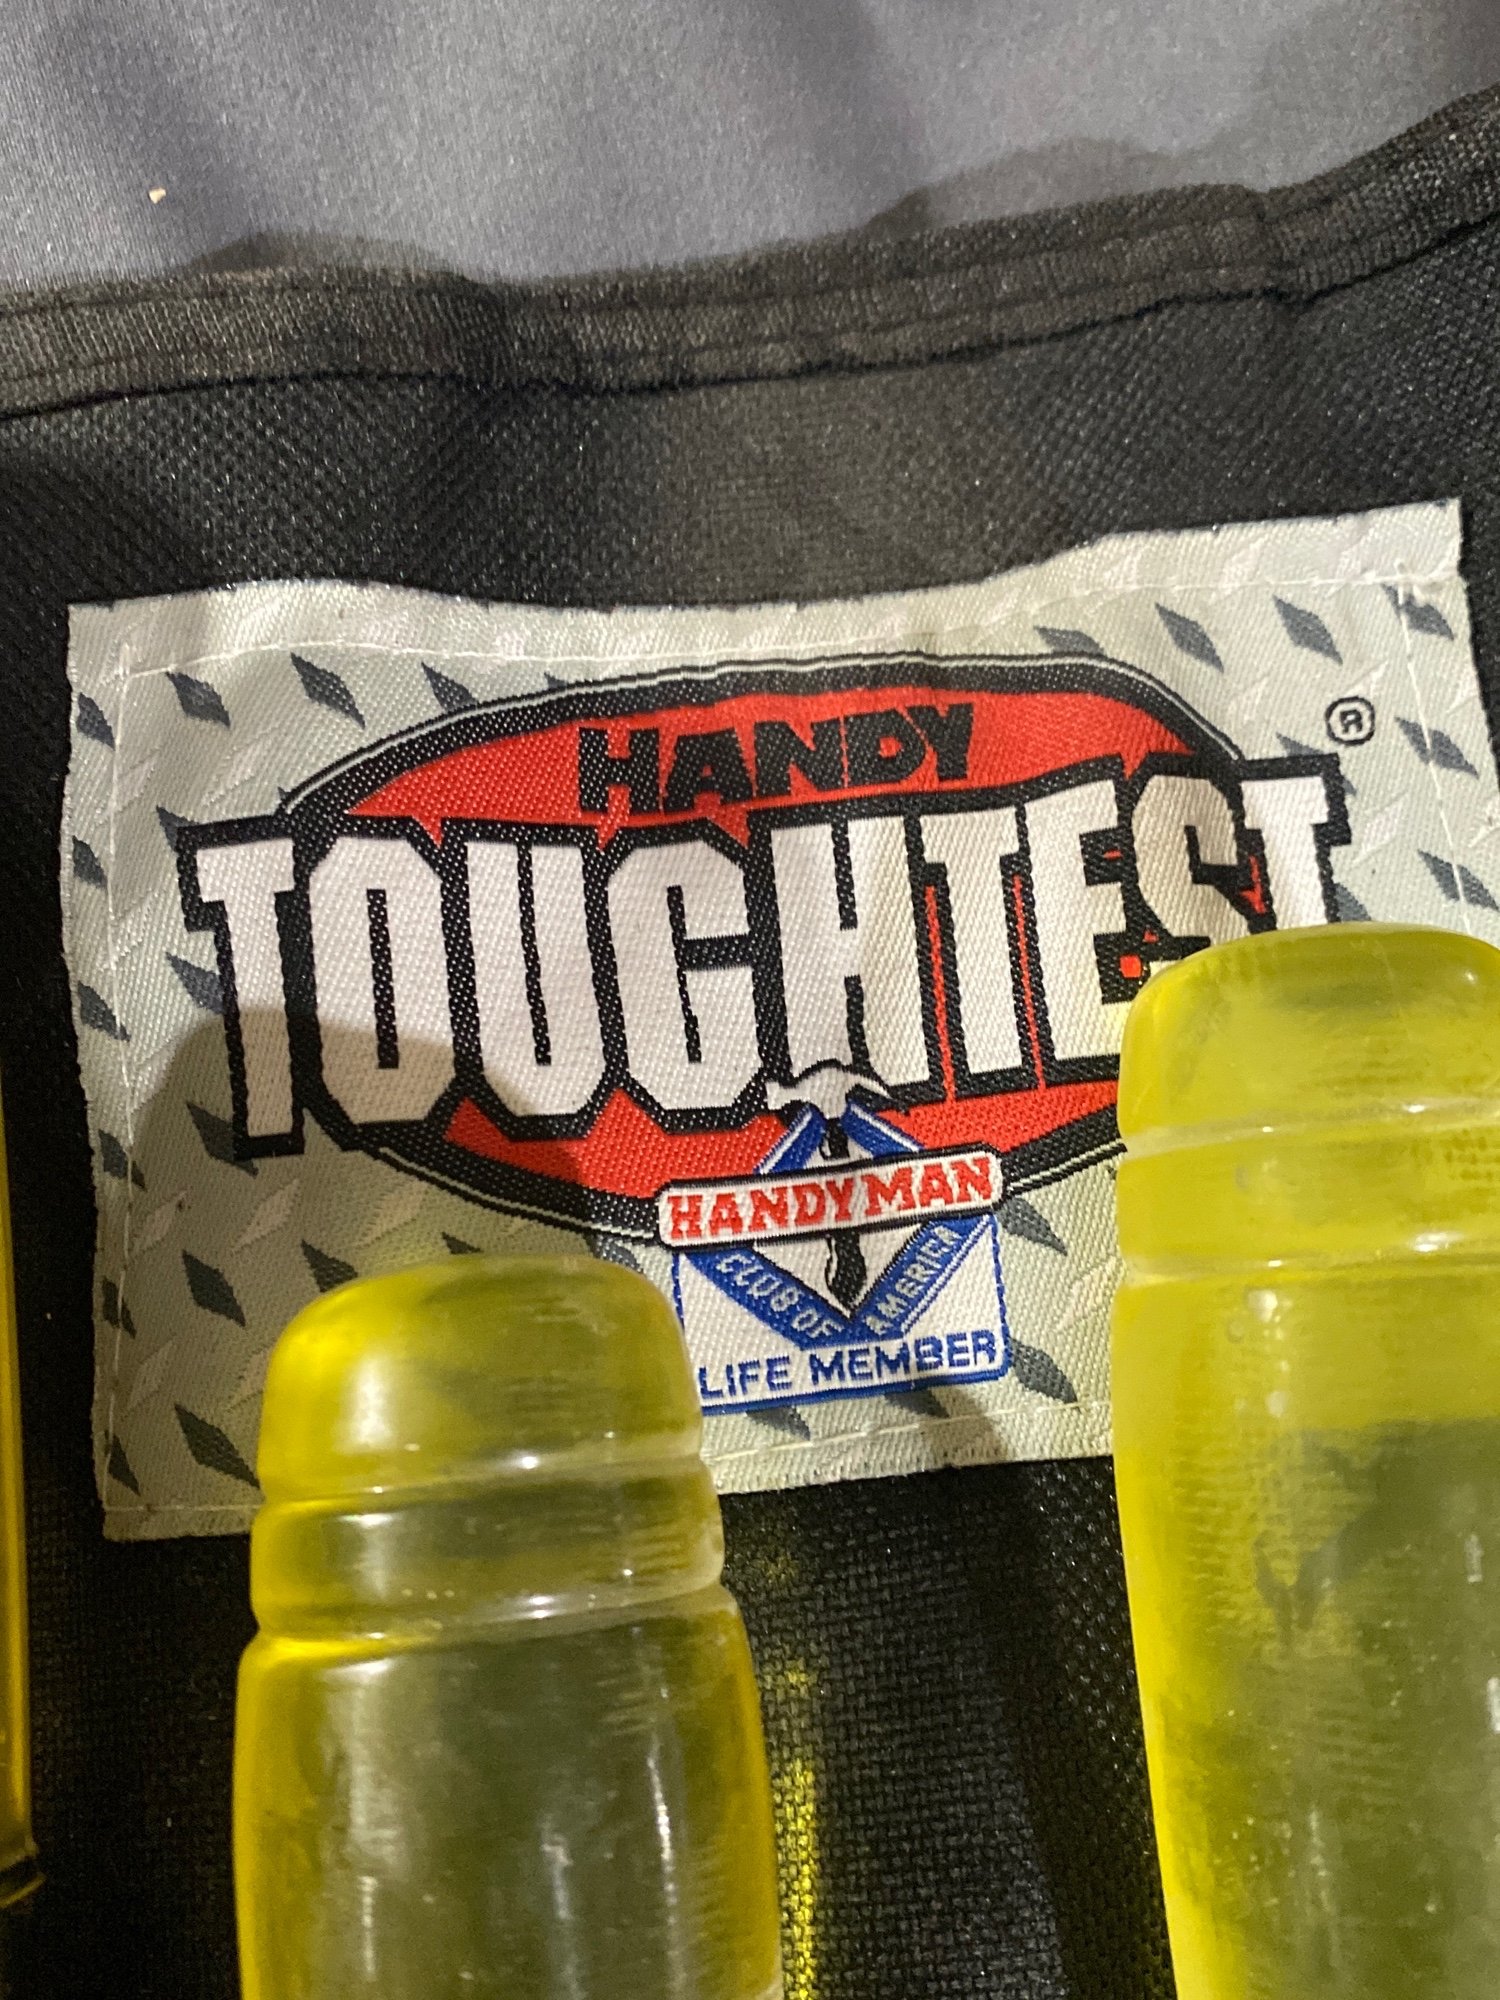 HANDY
TOUGHTEST
®
HANDYMAN
CLUB OF AMERICA
LIFE MEMBER